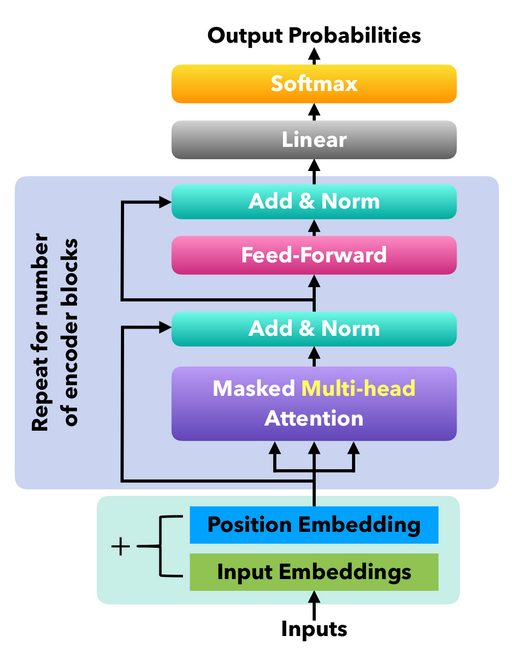 Output Probabilities
Softmax
Linear
Add & Norm
Feed-Forward
Repeat for number
of encoder blocks
Add & Norm
Masked Multi-head
Attention
Position Embedding
+
Input Embeddings
Inputs